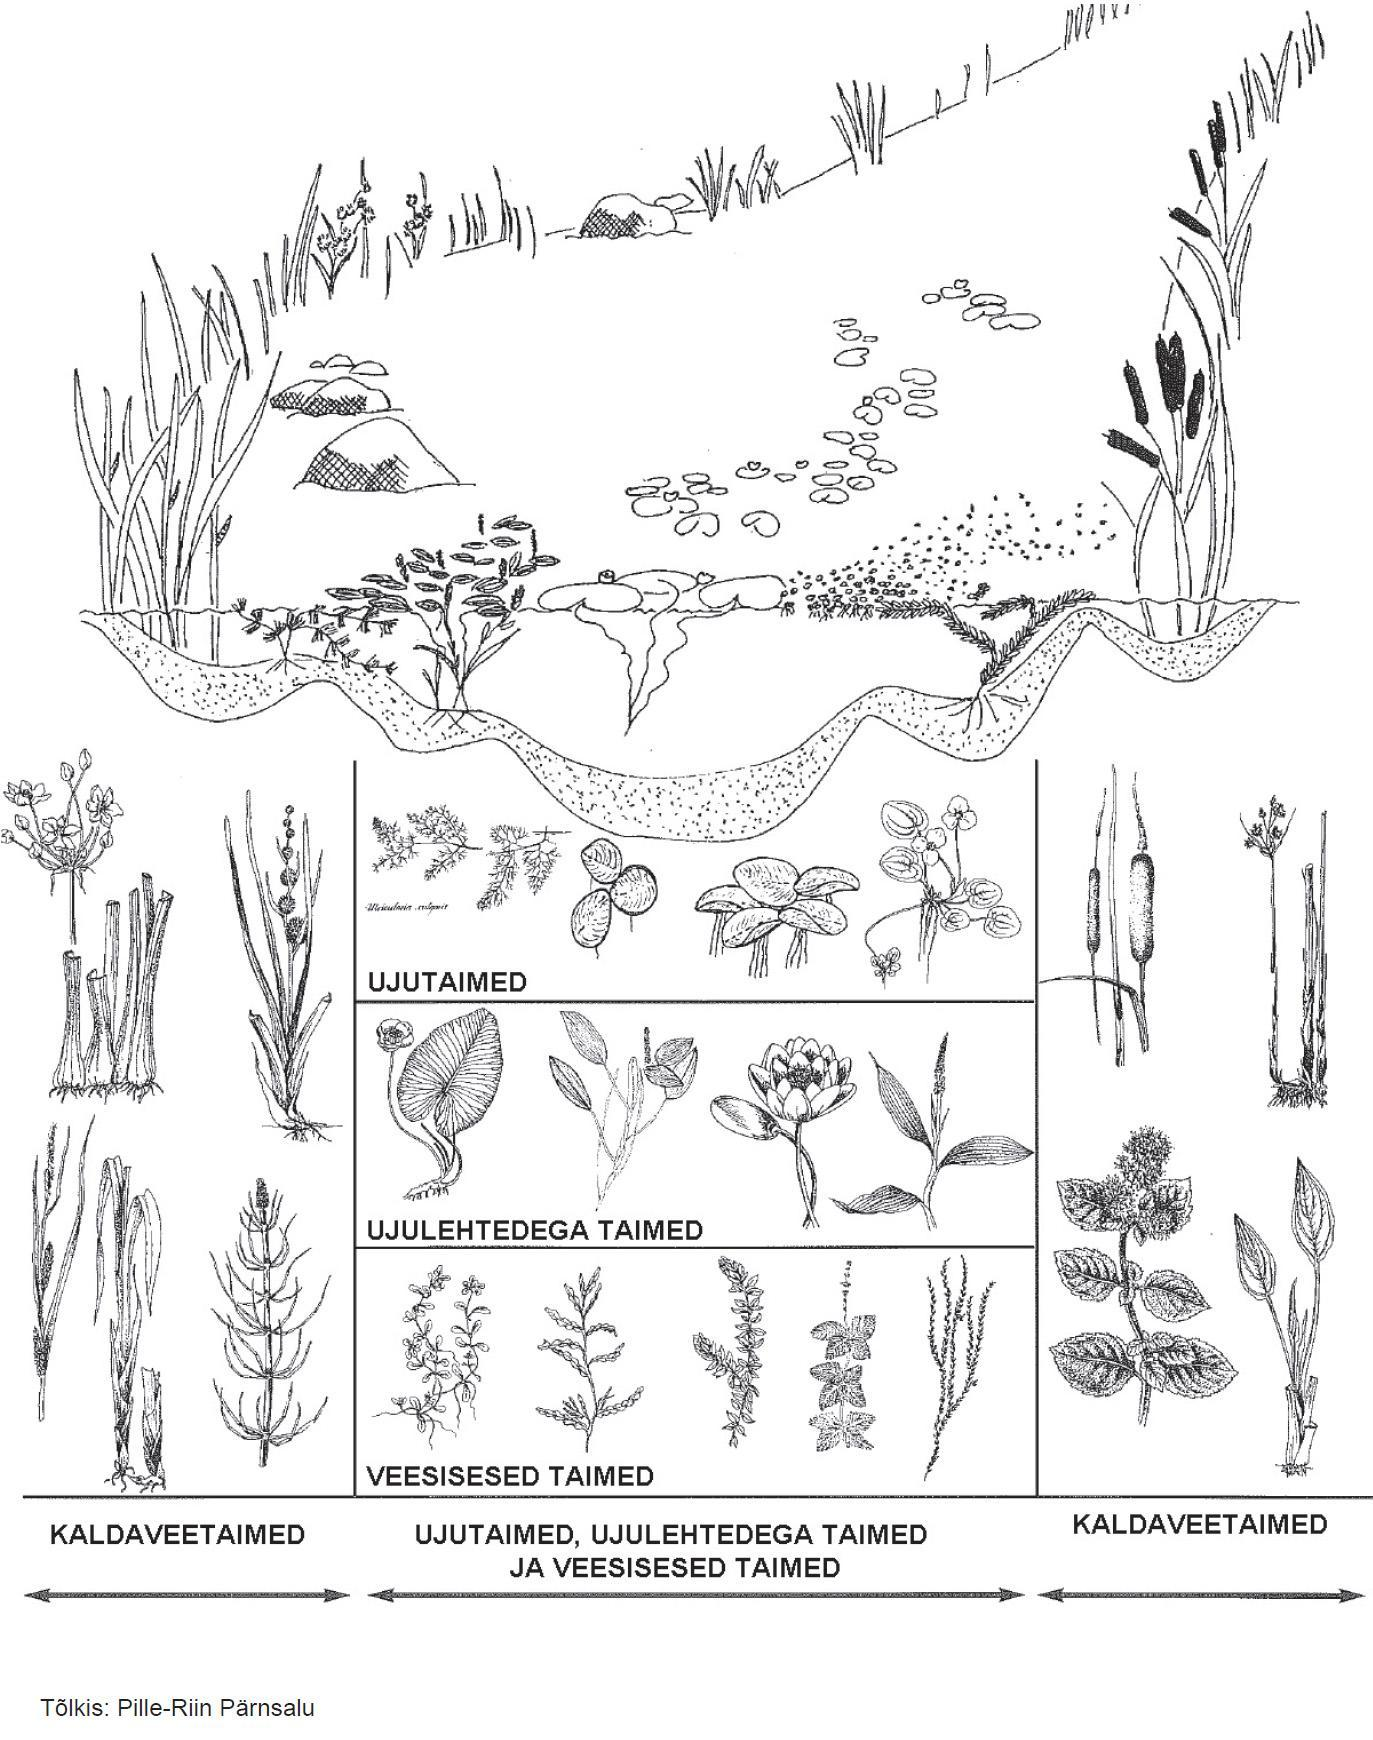 UJUTAIMED
UJULEHTEDEGA TAIMED
VEESISESED TAIMED
KALDAVEETAIMED
UJUTAIMED, UJULEHTEDEGA TAIMED
JA VEESISESED TAIMED
KALDAVEETAIMED
Tõlkis: Pille-Riin Pärnsalu